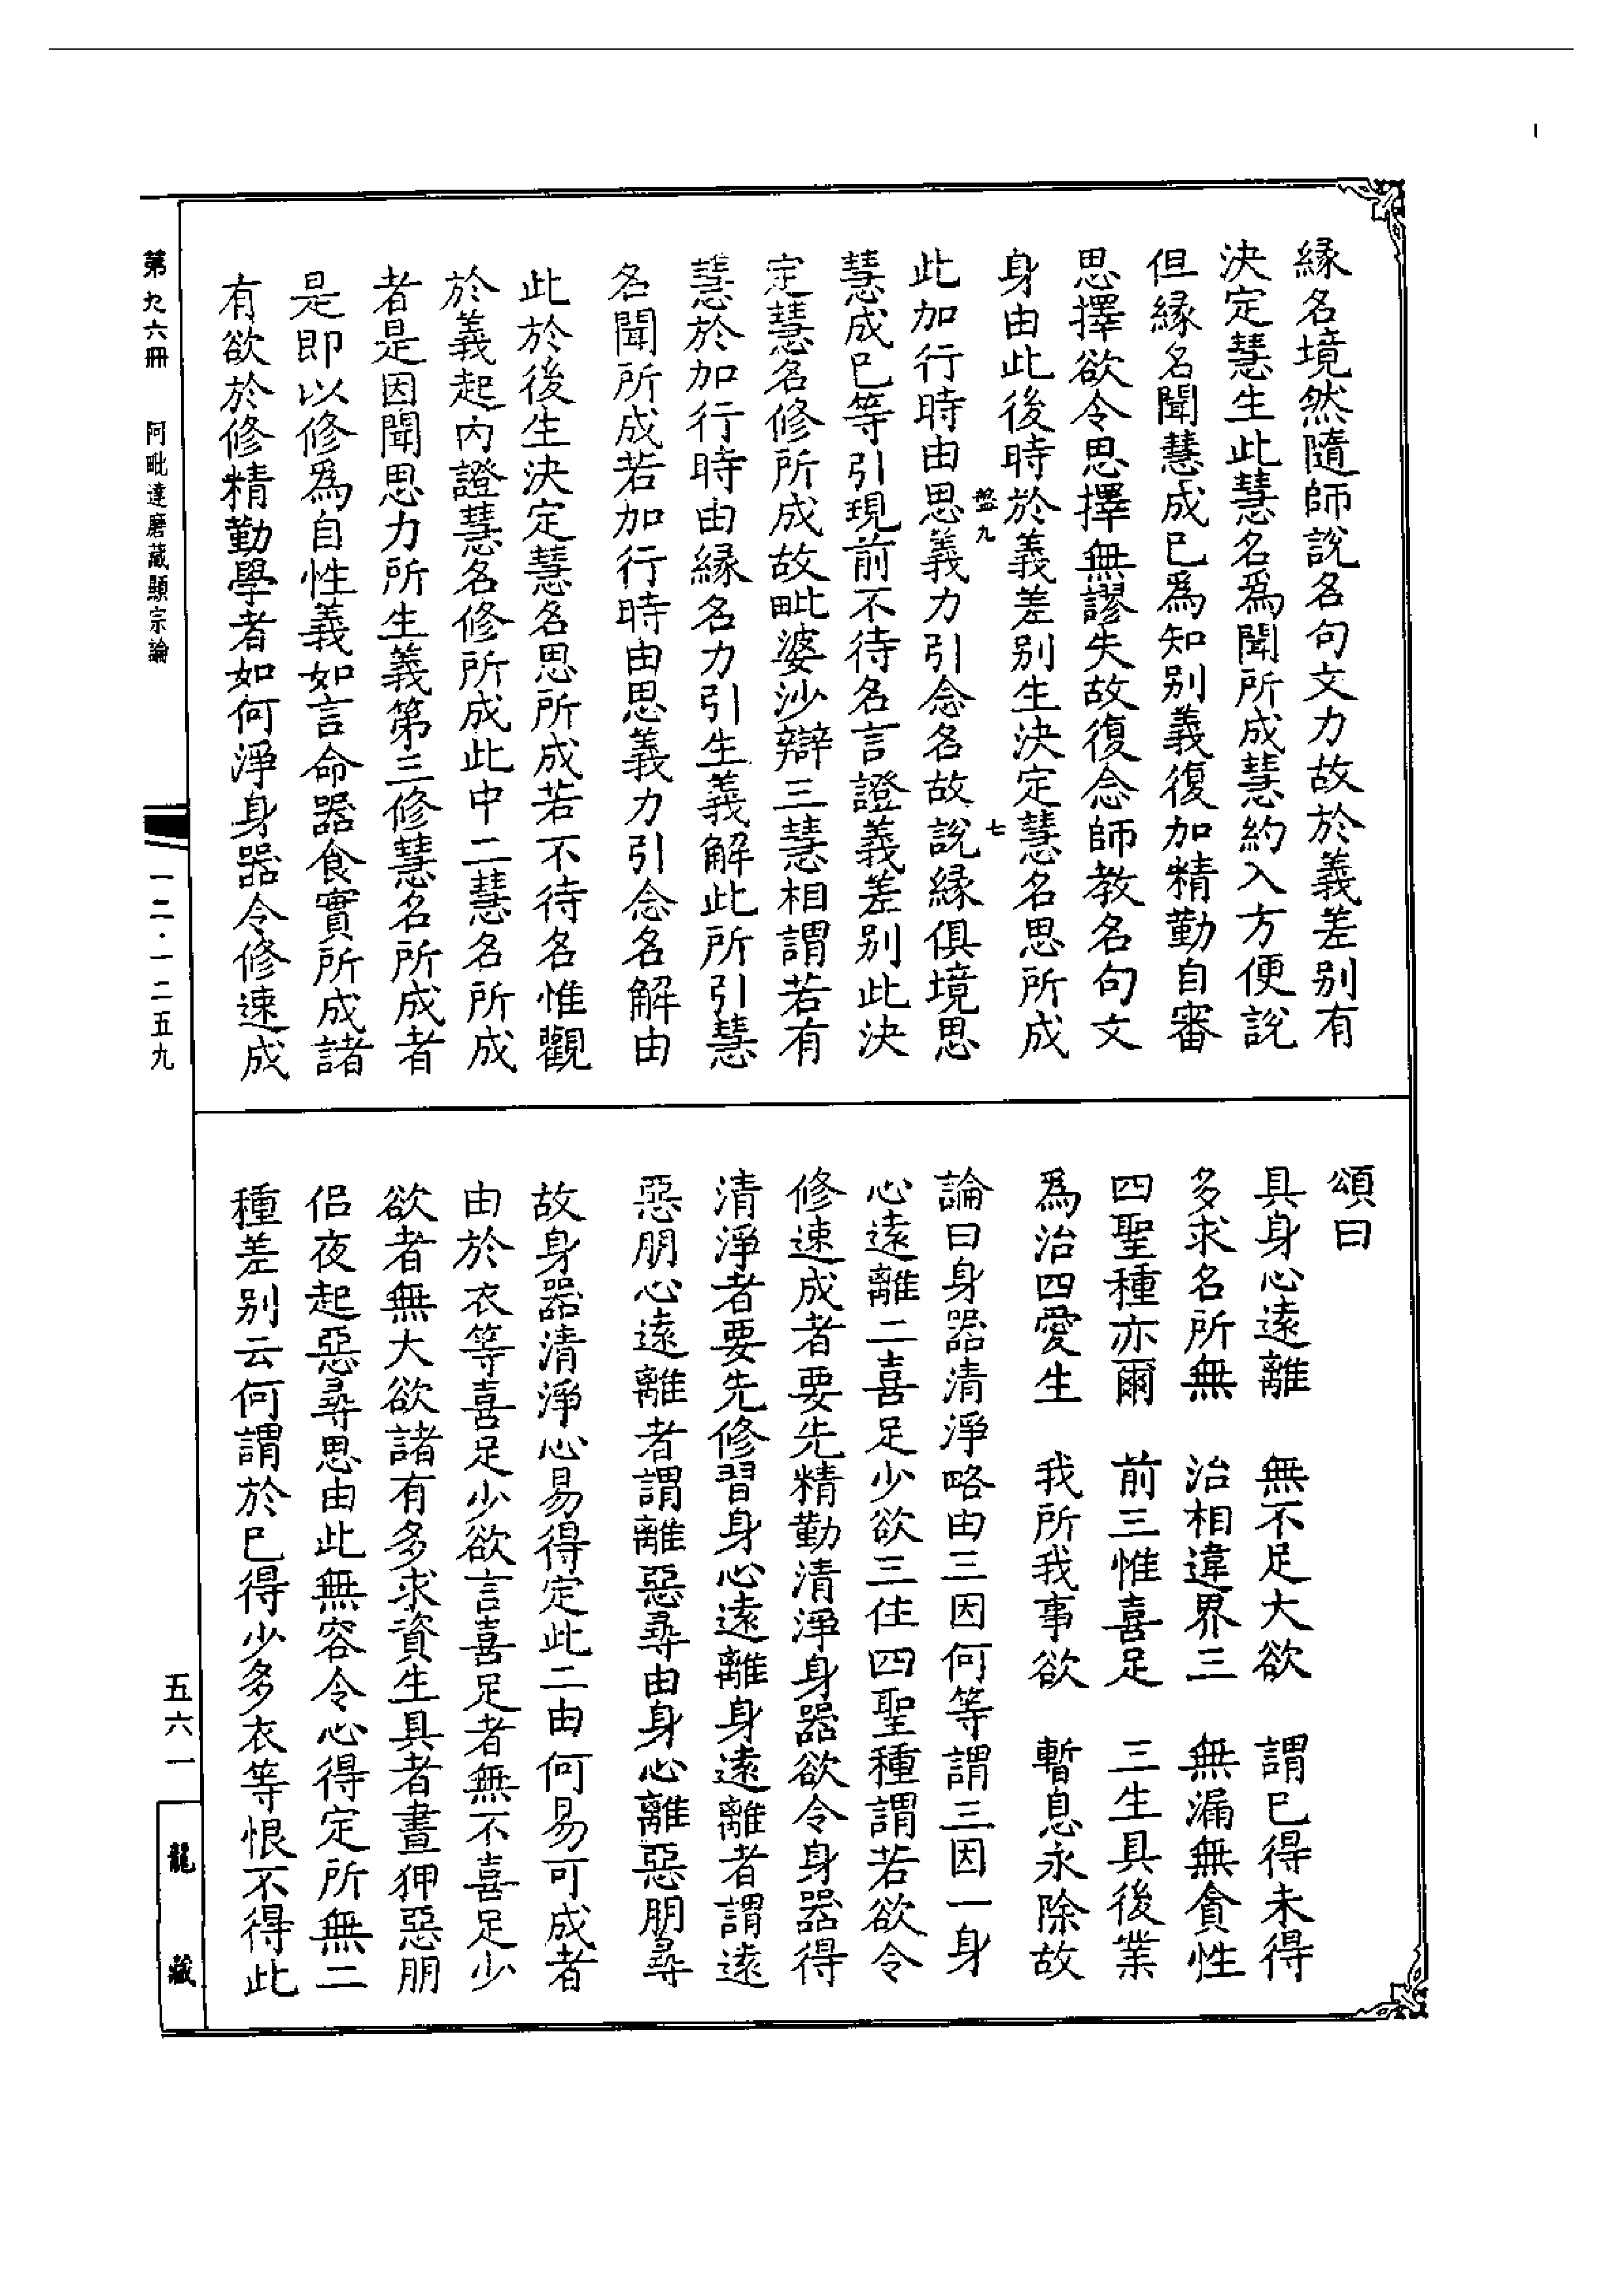 緣名境然隨師說名句文力故於義差别有
決定慧生此慧名爲聞所成慧約入方便說
但緣名聞慧成已爲知别義復加精勤自審
思擇欲令思擇無謬失故復念師教名句文
身由此後時於義差别生決定慧名思所成
盤九
七
此加行時由思義力引念名故說緣俱境思
慧成已等引現前不待名言證義差别此決
定慧名修所成故毗婆沙辯三慧相謂若有
慧於加行時由緣名力引生義解此所引慧
名聞所成若加行時由思義力引念名解由
此於後生決定慧名思所成若不待名惟觀
於義起內證慧名修所成此中二慧名所成
者是因聞思力所生義第三修慧名所成者
是即以修爲自性義如言命器食實所成諸
有欲於修精勤學者如何淨身器令修速成
頌曰
具身心遠離 無不足大欲 謂已得未得
多求名所無 治相違界三 無漏無貪性
四聖種亦爾 前三惟喜足 三生具後業
爲治四愛生 我所我事欲 暫息永除故
論曰身器清淨略由三因何等謂三因一身
心遠離二喜足少欲三住四聖種謂若欲令
修速成者要先精勤清淨身器欲令身器得
清淨者要先修習身心遠離身遠離者謂遠
惡朋心遠離者謂離惡尋由身心離惡朋尋
故身器清淨心易得定此二由何易可成者
由於衣等喜足少欲言喜足者無不喜足少
欲者無大欲諸有多求資生具者晝狎惡朋
侶夜起惡尋思由此無容令心得定所無二
種差别云何謂於已得少多衣等恨不得此
第九六冊 阿毗達磨藏顯宗論
一二·一二五九
五六一
龍藏